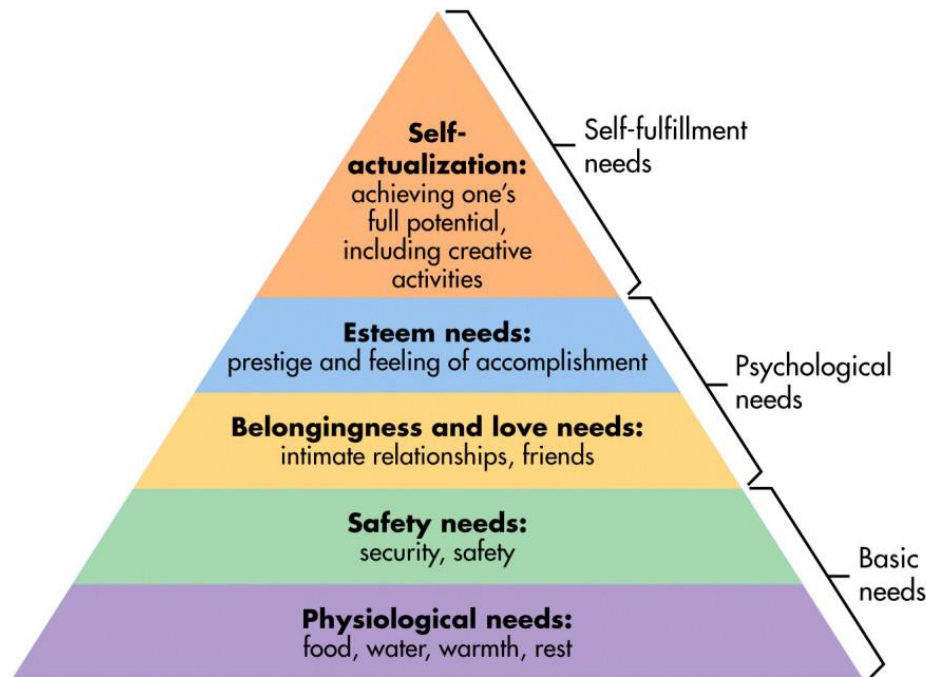 Self-
actualization:
achieving one's
full potential,
including creative
activities
Self-fulfillment
needs
Esteem needs:
prestige and feeling of accomplishment
Psychological
needs
Belongingness and love needs:
intimate relationships, friends
Safety needs:
security, safety
Basic
needs
Physiological needs:
food, water, warmth, rest